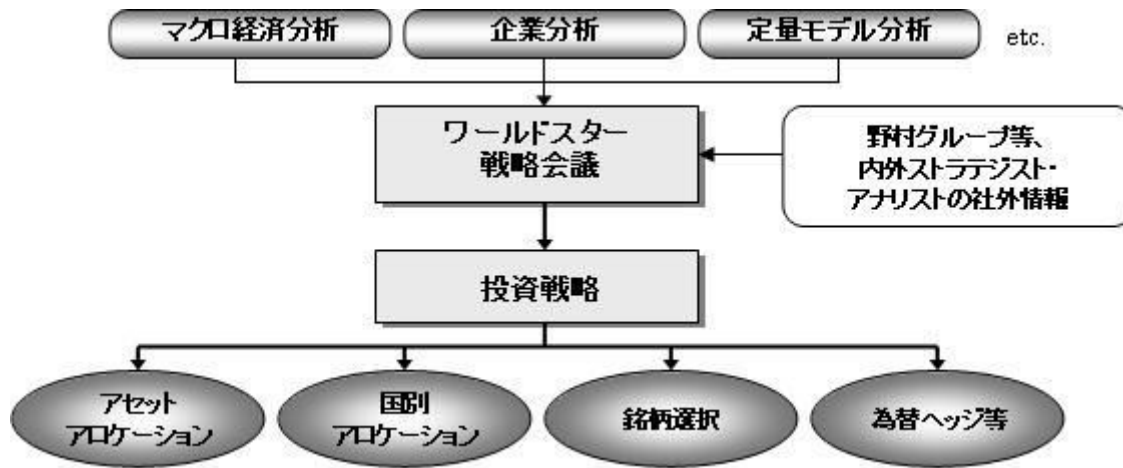 マクロ経済分析
企業分析
定量モデル分析
etc.
ワールドスター
戦略会議
野村グループ等、
内外ストラテジスト・
アナリストの社外情報
投資戦略
アセット
アロケーション
国別
アロケーション
銘柄選択
為替ヘッジ等